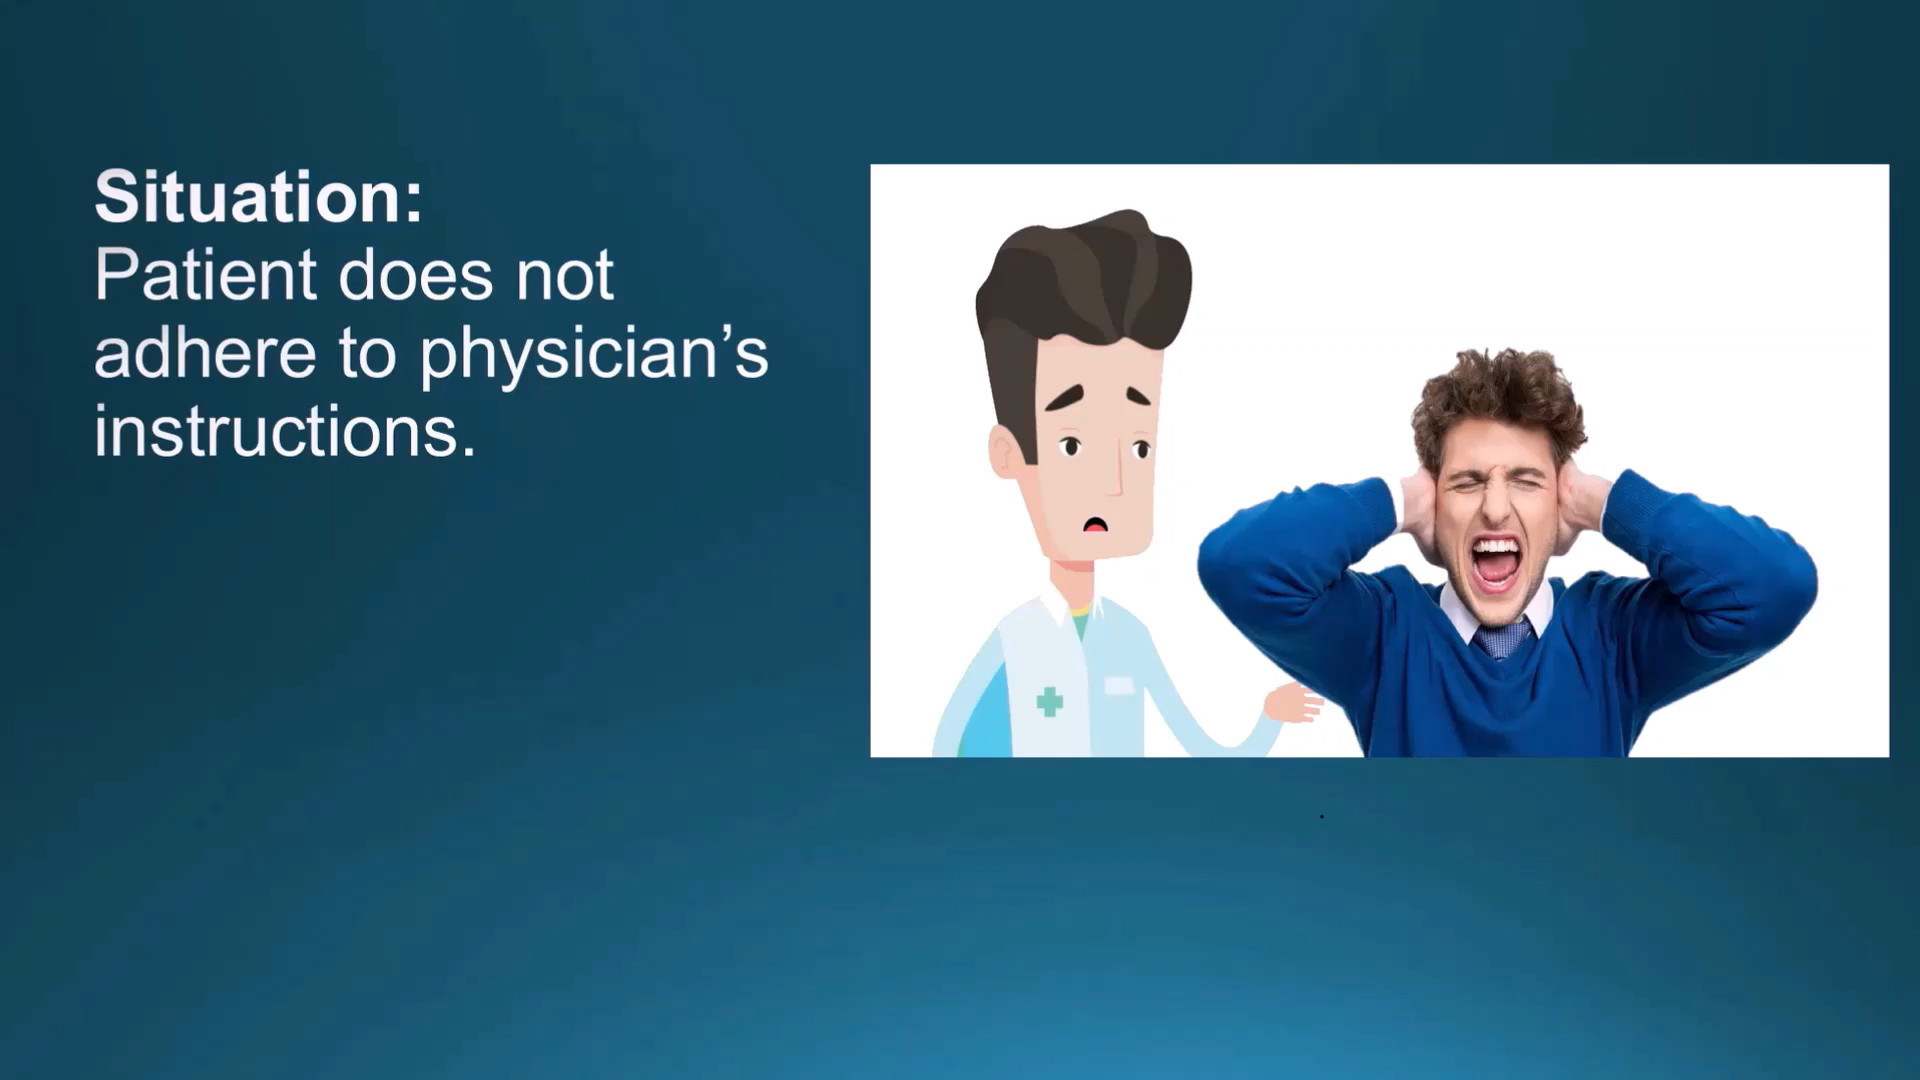 Situation:
Patient does not
adhere to physician’s
instructions.